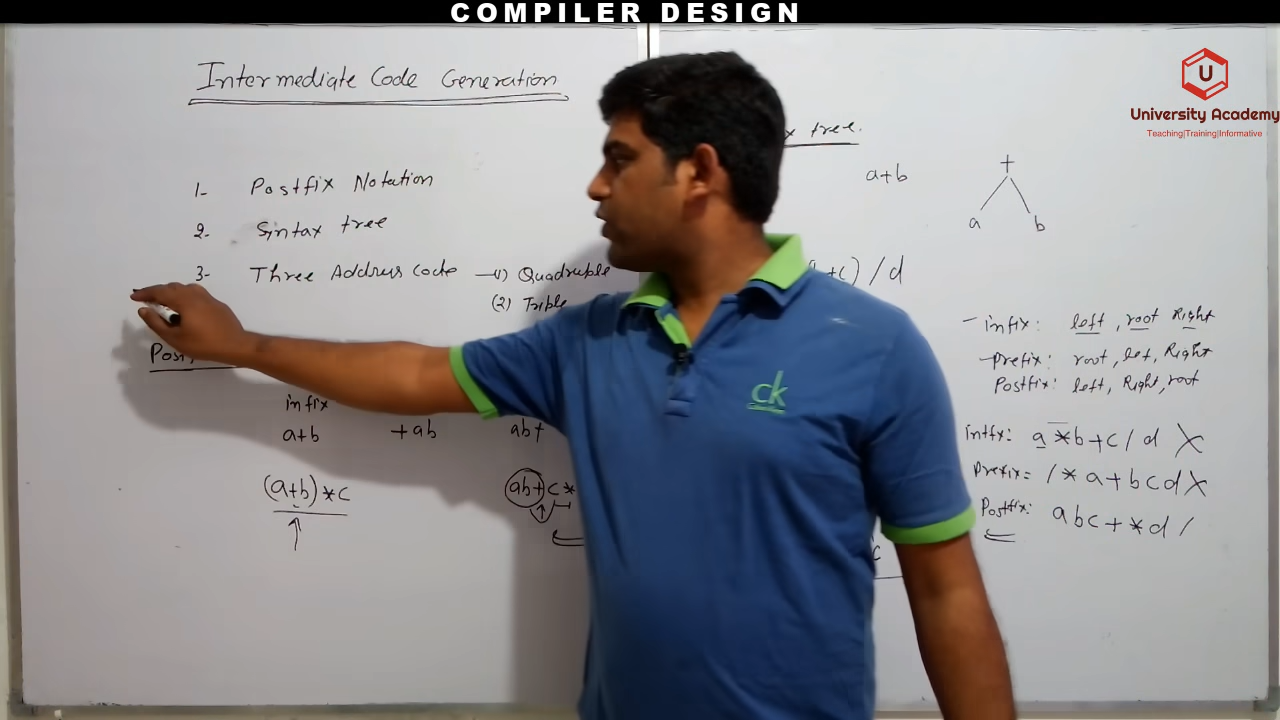 COMPILER DESIGN
U
University Academy
Teaching|Training|Informative
Intermediate Code Generation
1- Postfix Notation
2. Sintax tree
3- Three Address Code → (1) Quadruple
(2) Triple
infix
a+b +ab ab+
(a+b)*c ab+c*
tree.
a+b
+
a b
+c)/d
- infix: left, root Right
- prefix: root, left, Right
Postfix: left, Right, root
Infix: a*b+c/d X
Prefix= /*a+bcd X
Postfix: abc+*d/
c
ck